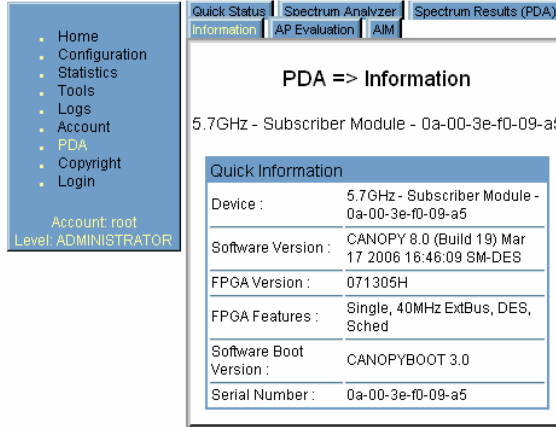 Quick Status Spectrum Analyzer Spectrum Results (PDA)
Information AP Evaluation AIM
Home
Configuration
Statistics
Tools
Logs
Account
PDA
Copyright
Login
Account: root
Level: ADMINISTRATOR
PDA => Information
5.7GHz - Subscriber Module - 0a-00-3e-f0-09-a5
Quick Information
Device :
5.7GHz - Subscriber Module -
0a-00-3e-f0-09-a5
Software Version :
CANOPY 8.0 (Build 19) Mar
17 2006 16:46:09 SM-DES
FPGA Version :
071305H
FPGA Features :
Single, 40MHz ExtBus, DES,
Sched
Software Boot
Version :
CANOPYBOOT 3.0
Serial Number :
0a-00-3e-f0-09-a5